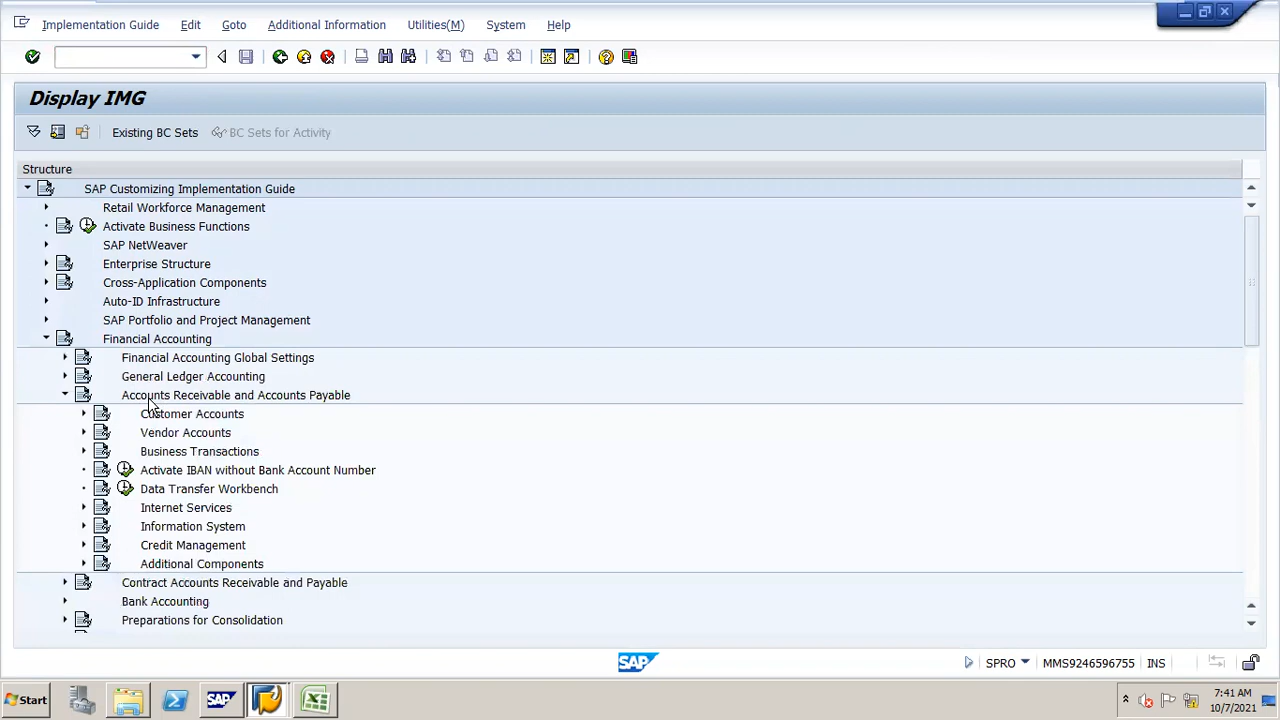 Implementation Guide Edit Goto Additional Information Utilities(M) System Help
Display IMG
Existing BC Sets BC Sets for Activity
Structure
SAP Customizing Implementation Guide
Retail Workforce Management
Activate Business Functions
SAP NetWeaver
Enterprise Structure
Cross-Application Components
Auto-ID Infrastructure
SAP Portfolio and Project Management
Financial Accounting
Financial Accounting Global Settings
General Ledger Accounting
Accounts Receivable and Accounts Payable
Customer Accounts
Vendor Accounts
Business Transactions
Activate IBAN without Bank Account Number
Data Transfer Workbench
Internet Services
Information System
Credit Management
Additional Components
Contract Accounts Receivable and Payable
Bank Accounting
Preparations for Consolidation
SAP SPRO MMS9246596755 INS
Start SAP 7:41 AM
10/7/2021